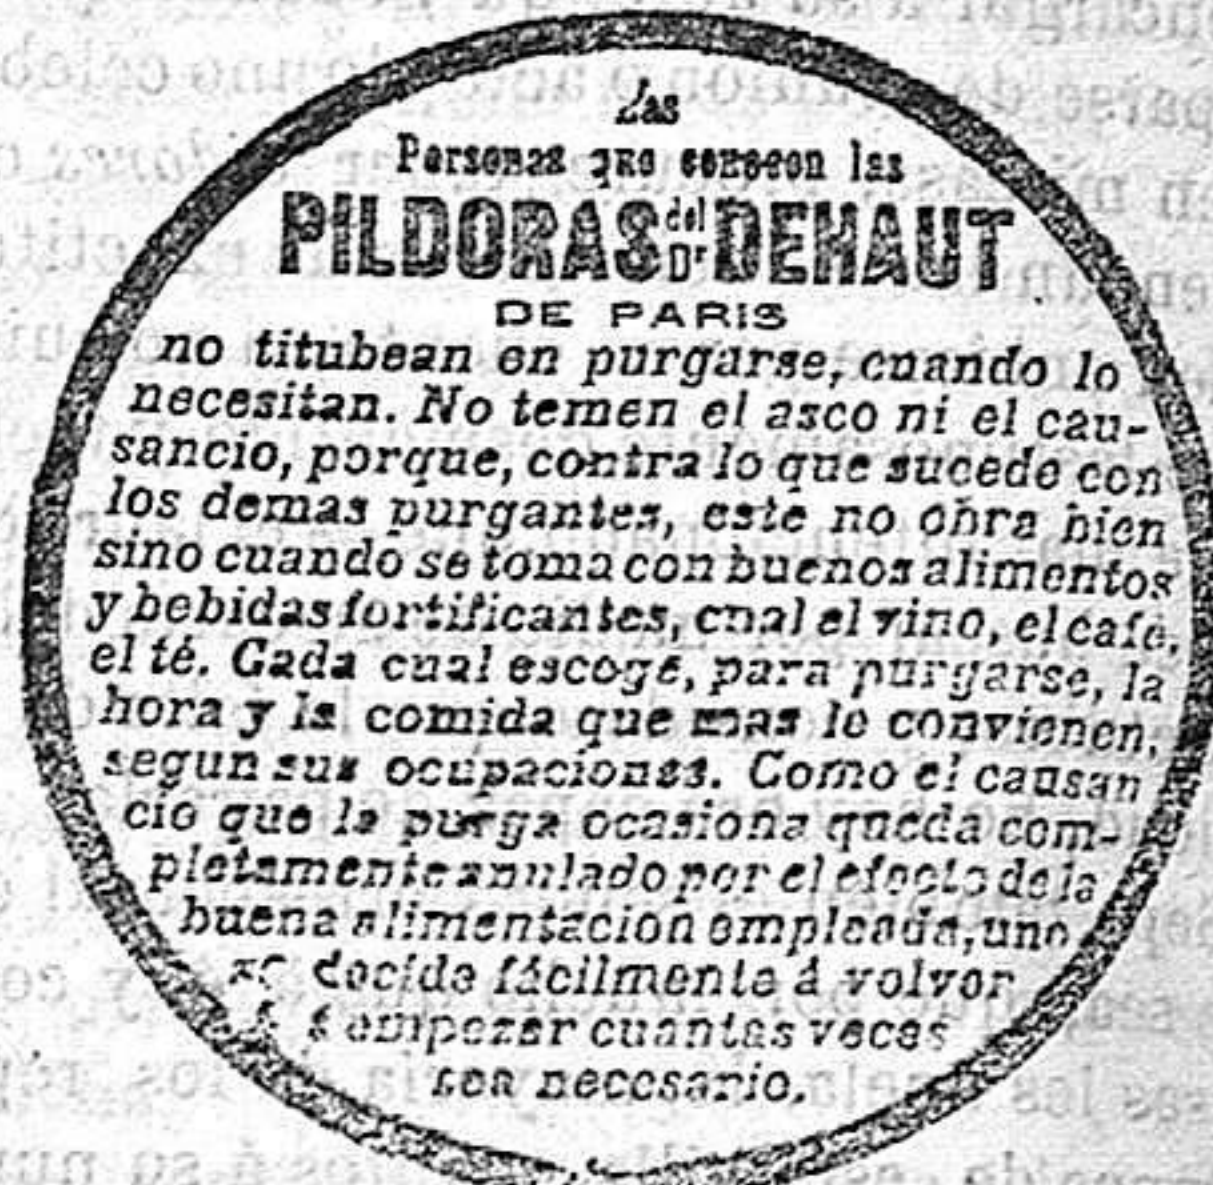 Las
Personas que conocen las
PILDORAS del Dr DEHAUT
DE PARIS
no titubean en purgarse, cuando lo
necesitan. No temen el asco ni el cau-
sancio, porque, contra lo que sucede con
los demas purgantes, este no obra bien
sino cuando se toma con buenos alimentos
y bebidas fortificantes, cual el vino, el café,
el té. Cada cual escoge, para purgarse, la
hora y la comida que mas le convienen,
segun sus ocupaciones. Como el causan
cio que la purga ocasiona queda com-
pletamente anulado por el efecto de la
buena alimentacion empleada, uno
se decide fácilmente á volver
á empezar cuantas veces
sea necesario.